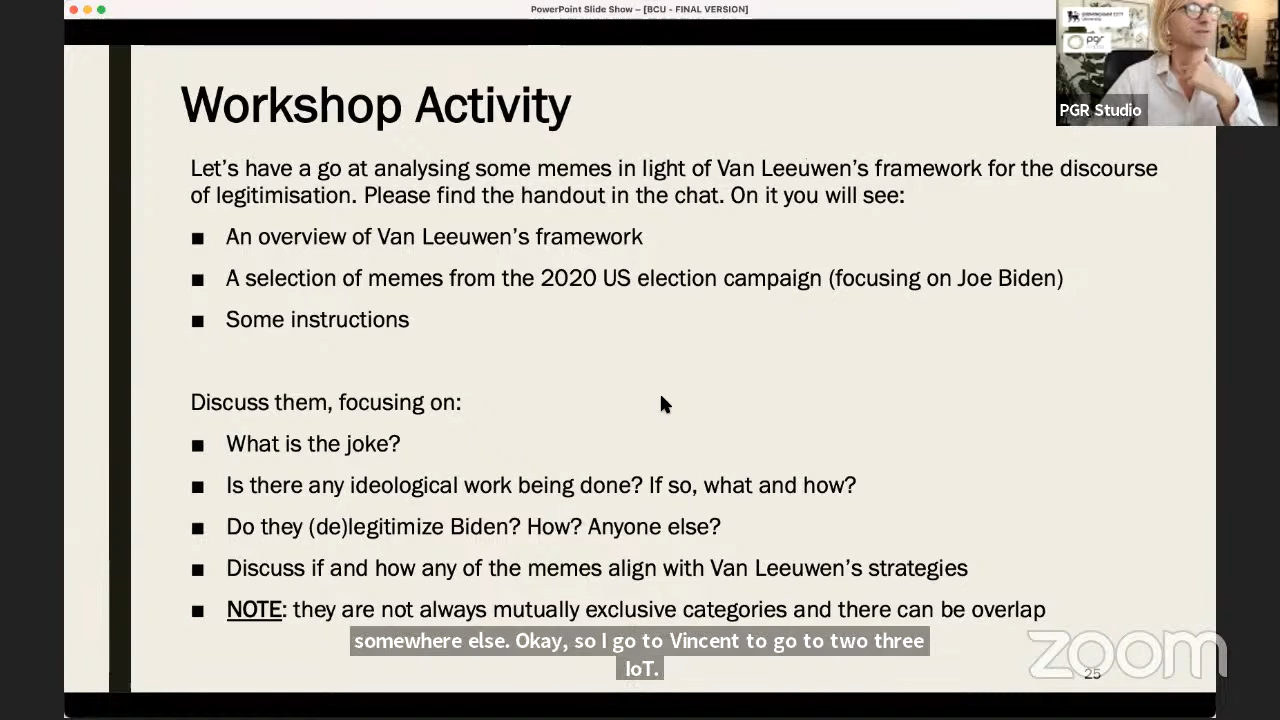 PowerPoint Slide Show – [BCU - FINAL VERSION]
Workshop Activity
PGR Studio
Let’s have a go at analysing some memes in light of Van Leeuwen’s framework for the discourse
of legitimisation. Please find the handout in the chat. On it you will see:
■ An overview of Van Leeuwen’s framework
■ A selection of memes from the 2020 US election campaign (focusing on Joe Biden)
■ Some instructions
Discuss them, focusing on:
■ What is the joke?
■ Is there any ideological work being done? If so, what and how?
■ Do they (de)legitimize Biden? How? Anyone else?
■ Discuss if and how any of the memes align with Van Leeuwen’s strategies
■ NOTE: they are not always mutually exclusive categories and there can be overlap
somewhere else. Okay, so I go to Vincent to go to two three
IoT.
zoom
25